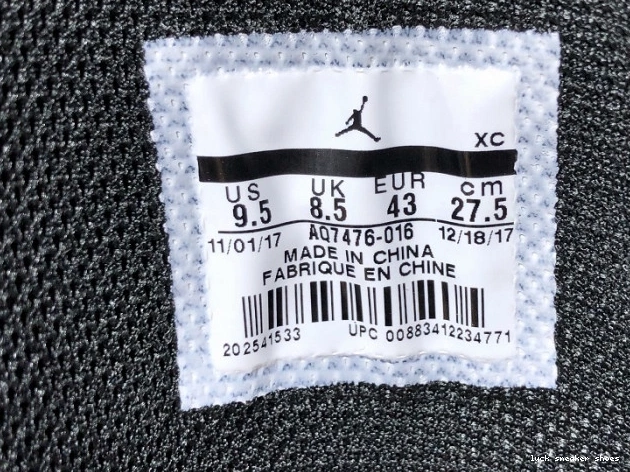 XC
US UK EUR cm
9.5 8.5 43 27.5
11/01/17 AQ7476-016 12/18/17
MADE IN CHINA
FABRIQUE EN CHINE
202541533 UPC 00883412234771
luck sneaker shoes